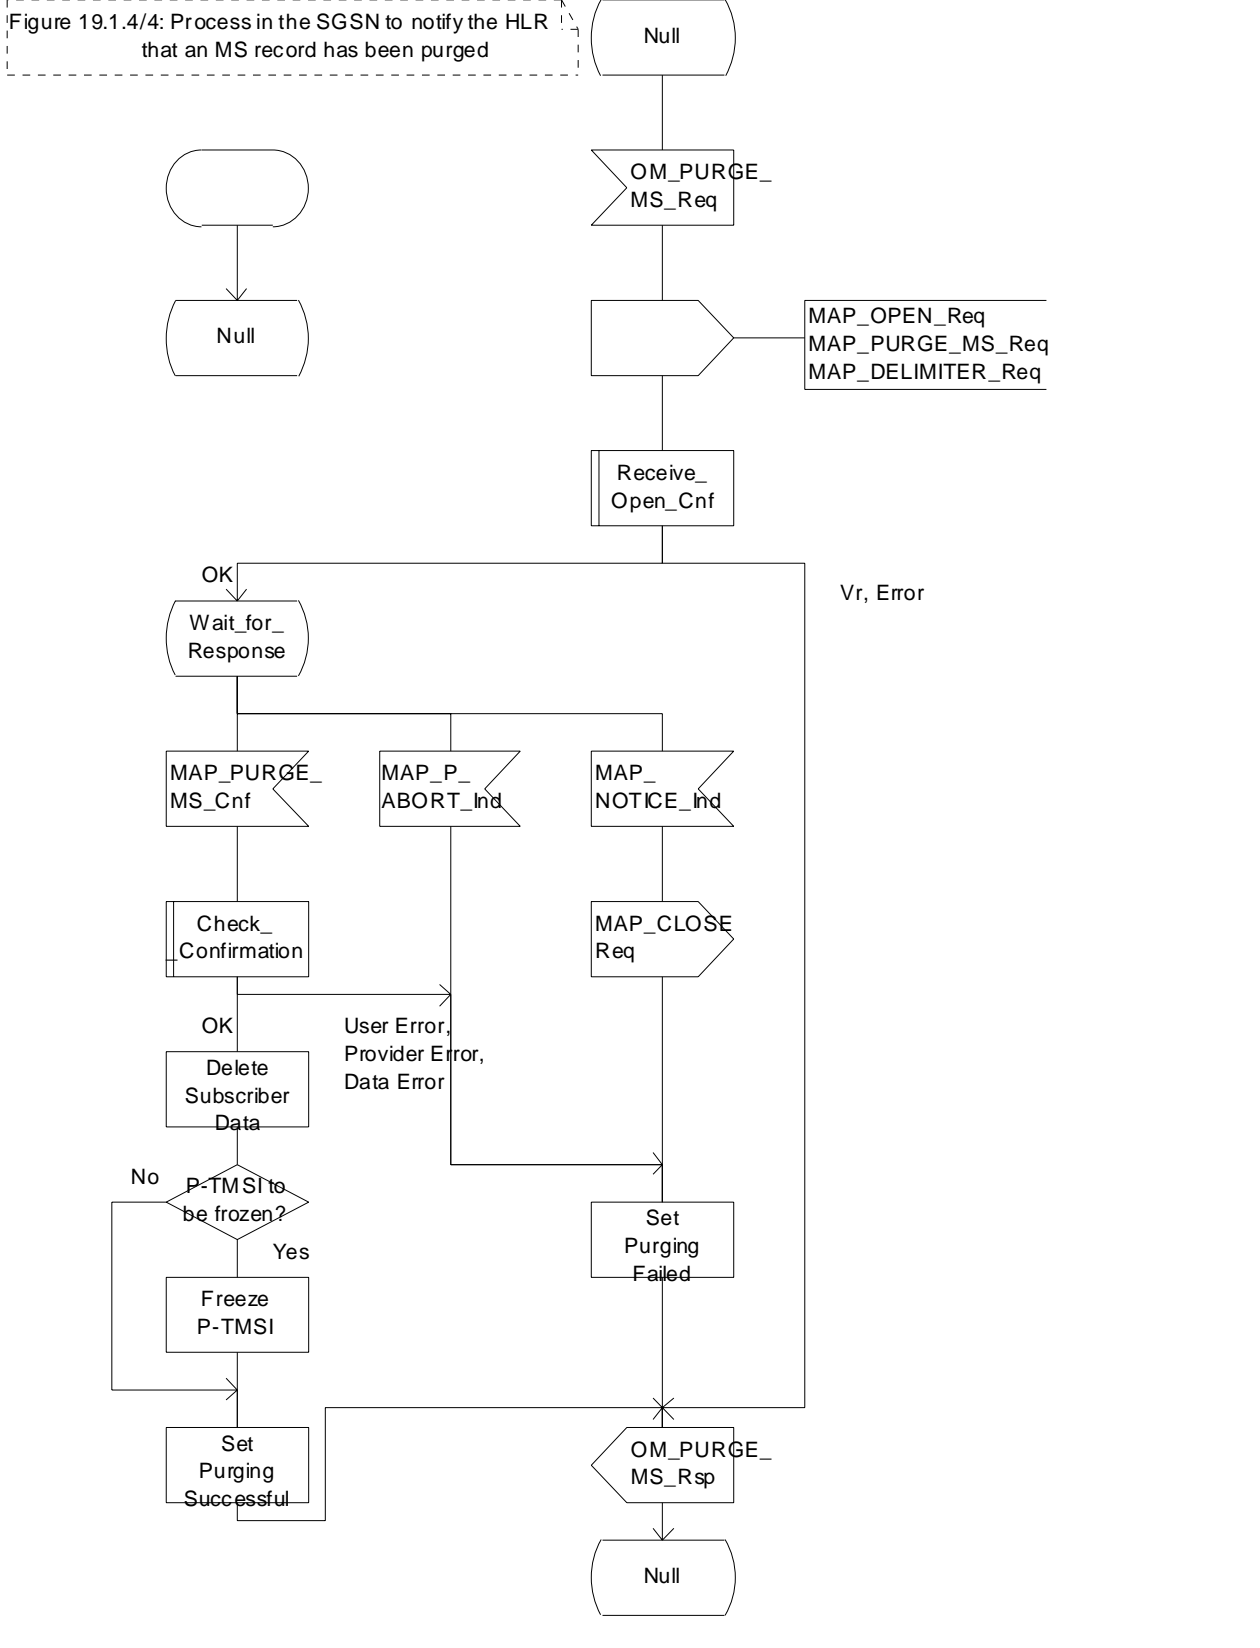 Figure 19.1.4/4: Process in the SGSN to notify the HLR
that an MS record has been purged
Null
OM_PURGE_
MS_Req
Null
MAP_OPEN_Req
MAP_PURGE_MS_Req
MAP_DELIMITER_Req
Receive_
Open_Cnf
OK
Vr, Error
Wait_for_
Response
MAP_PURGE_
MS_Cnf
MAP_P_
ABORT_Ind
MAP_
NOTICE_Ind
Check_
Confirmation
MAP_CLOSE
Req
OK
User Error,
Provider Error,
Data Error
Delete
Subscriber
Data
No
P-TMSI to
be frozen?
Yes
Set
Purging
Failed
Freeze
P-TMSI
Set
Purging
Successful
OM_PURGE_
MS_Rsp
Null